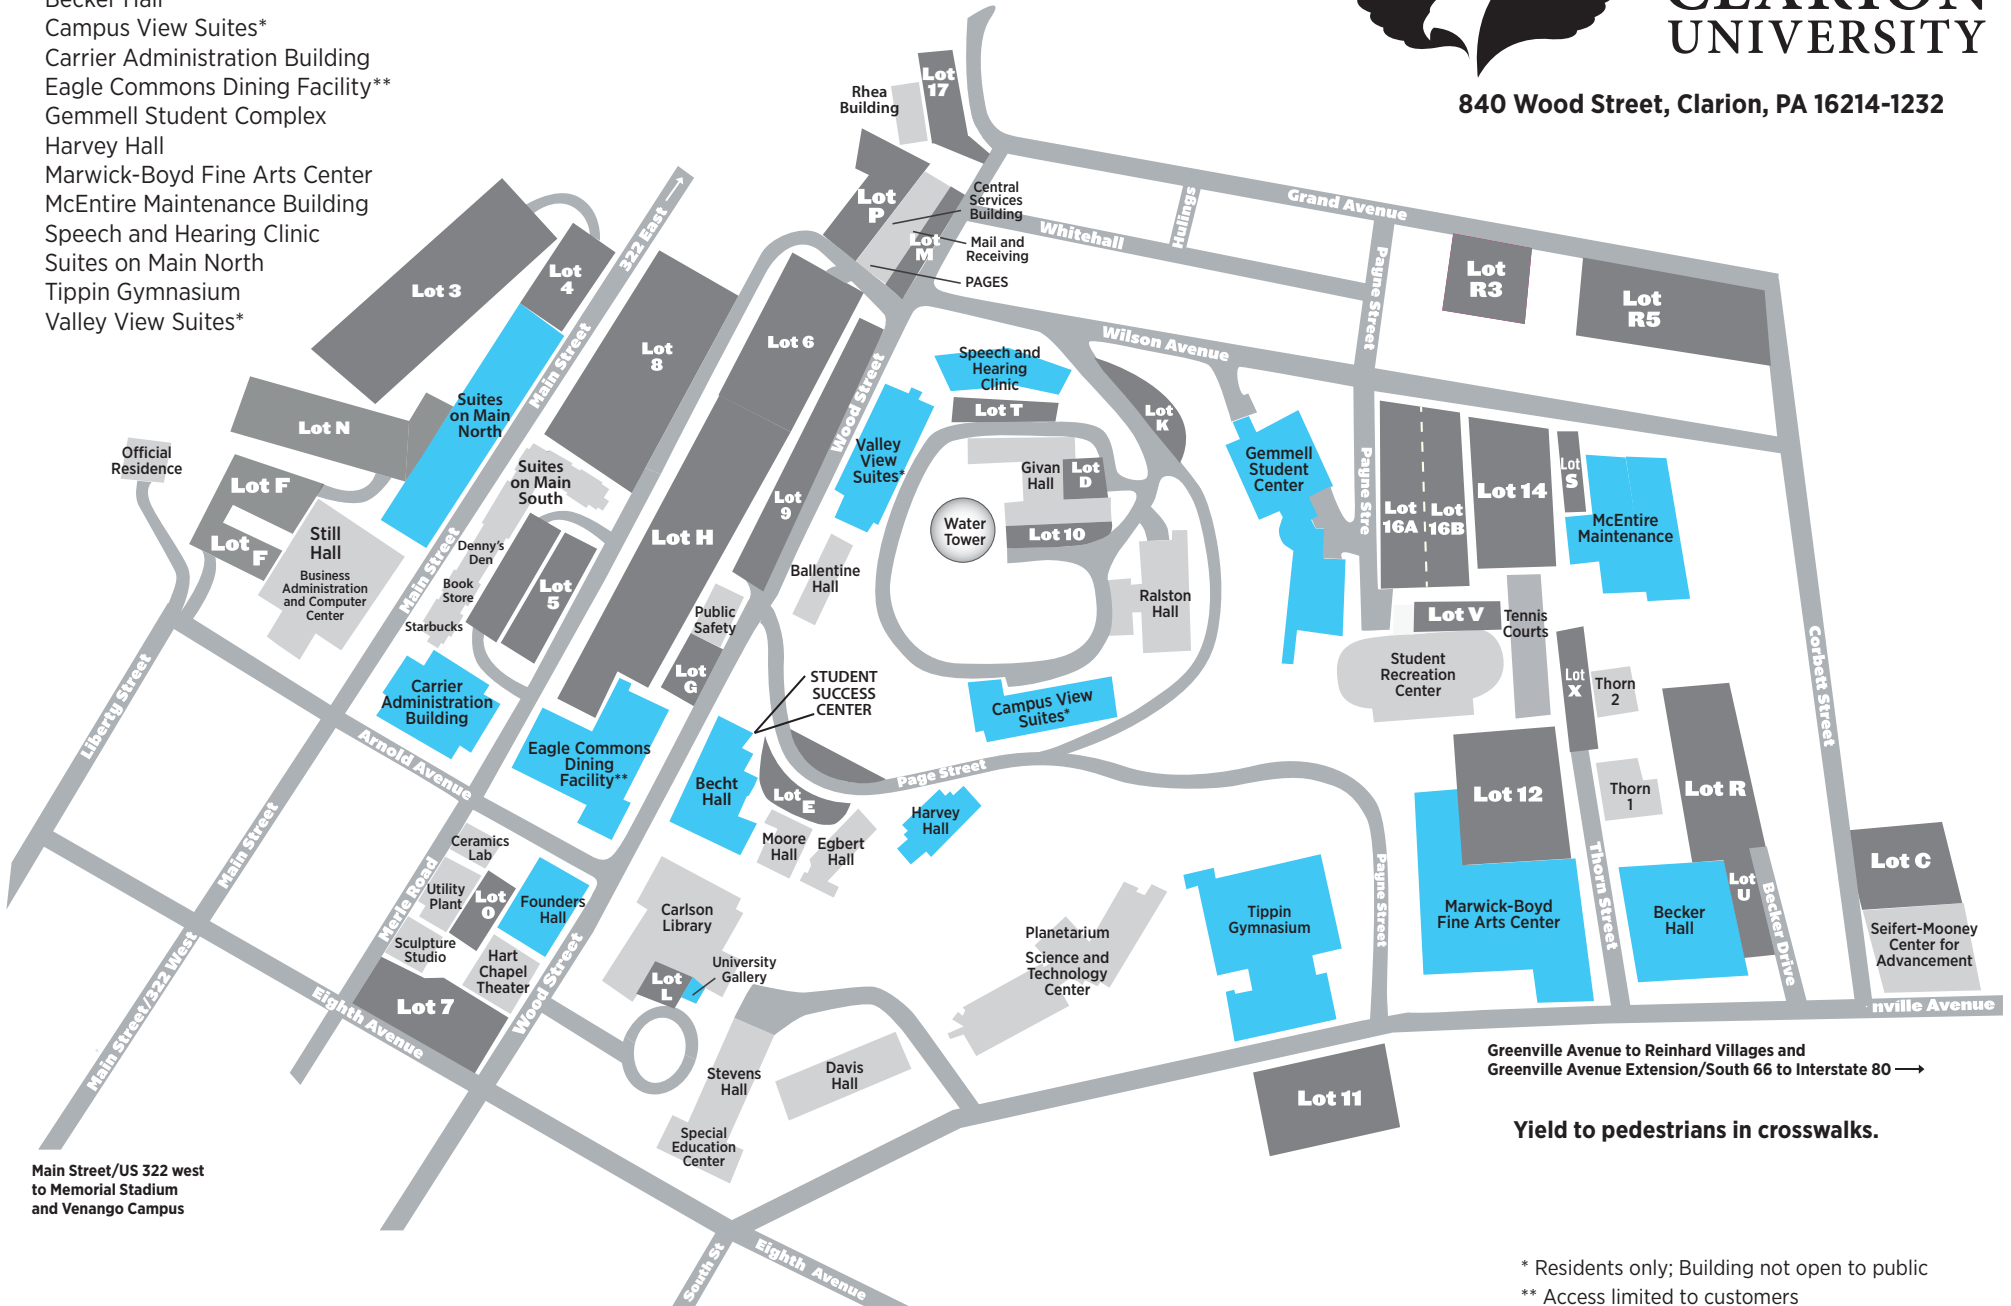 Becker Hall
Campus View Suites*
Carrier Administration Building
Eagle Commons Dining Facility**
Gemmell Student Complex
Harvey Hall
Marwick-Boyd Fine Arts Center
McEntire Maintenance Building
Speech and Hearing Clinic
Suites on Main North
Tippin Gymnasium
Valley View Suites*
CLARION
UNIVERSITY
840 Wood Street, Clarion, PA 16214-1232
Lot
17
Rhea
Building
Lot
P
Central
Services
Building
Lot
M
Mail and
Receiving
PAGES
Grand Avenue
Hulings
Whitehall
Payne Street
Lot
R3
Lot
R5
322 East
Lot 3
Lot
4
Main Street
Lot
8
Lot 6
Wood Street
Wilson Avenue
Speech and
Hearing
Clinic
Lot T
Lot
K
Suites
on Main
North
Lot N
Official
Residence
Lot F
Lot
F
Still
Hall
Business
Administration
and Computer
Center
Suites
on Main
South
Main Street
Denny's
Den
Book
Store
Starbucks
Lot
5
Lot H
Lot
9
Valley
View
Suites*
Water
Tower
Givan
Hall
Lot
D
Lot 10
Ballentine
Hall
Ralston
Hall
Gemmell
Student
Center
Payne Stre
Lot
16A
Lot
16B
Lot 14
Lot
S
McEntire
Maintenance
Lot V
Tennis
Courts
Student
Recreation
Center
Lot
X
Thorn
2
Corbett Street
Public
Safety
Lot
G
STUDENT
SUCCESS
CENTER
Carrier
Administration
Building
Liberty Street
Arnold Avenue
Eagle Commons
Dining
Facility**
Becht
Hall
Lot
E
Page Street
Campus View
Suites*
Harvey
Hall
Moore
Hall
Egbert
Hall
Lot 12
Thorn
1
Lot R
Thorn Street
Lot
U
Becker Drive
Becker
Hall
Lot C
Seifert-Mooney
Center for
Advancement
Marwick-Boyd
Fine Arts Center
Payne Street
Tippin
Gymnasium
Main Street
Ceramics
Lab
Merle Road
Utility
Plant
Lot
O
Founders
Hall
Sculpture
Studio
Hart
Chapel
Theater
Wood Street
Carlson
Library
University
Gallery
Lot
L
Planetarium
Science and
Technology
Center
Main Street/322 West
Eighth Avenue
Lot 7
Stevens
Hall
Davis
Hall
Special
Education
Center
Lot 11
nville Avenue
Greenville Avenue to Reinhard Villages and
Greenville Avenue Extension/South 66 to Interstate 80
Yield to pedestrians in crosswalks.
Main Street/US 322 west
to Memorial Stadium
and Venango Campus
South St
Eighth Avenue
* Residents only; Building not open to public
** Access limited to customers